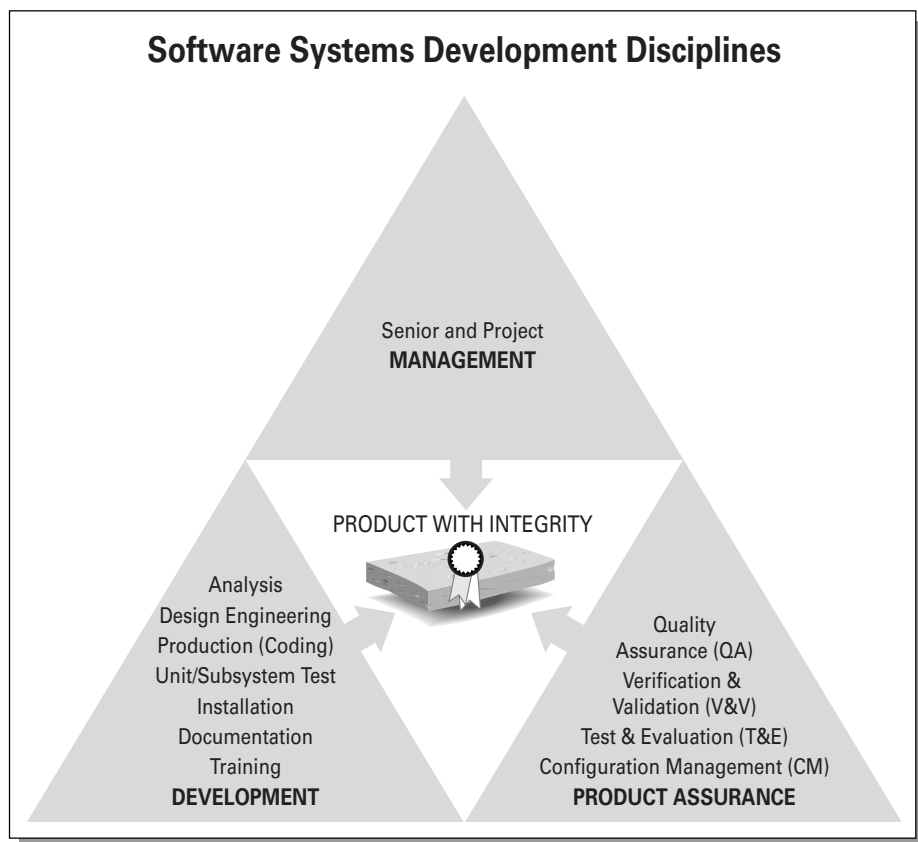 Software Systems Development Disciplines
Senior and Project
MANAGEMENT
PRODUCT WITH INTEGRITY
Analysis
Design Engineering
Production (Coding)
Unit/Subsystem Test
Installation
Documentation
Training
DEVELOPMENT
Quality
Assurance (QA)
Verification &
Validation (V&V)
Test & Evaluation (T&E)
Configuration Management (CM)
PRODUCT ASSURANCE